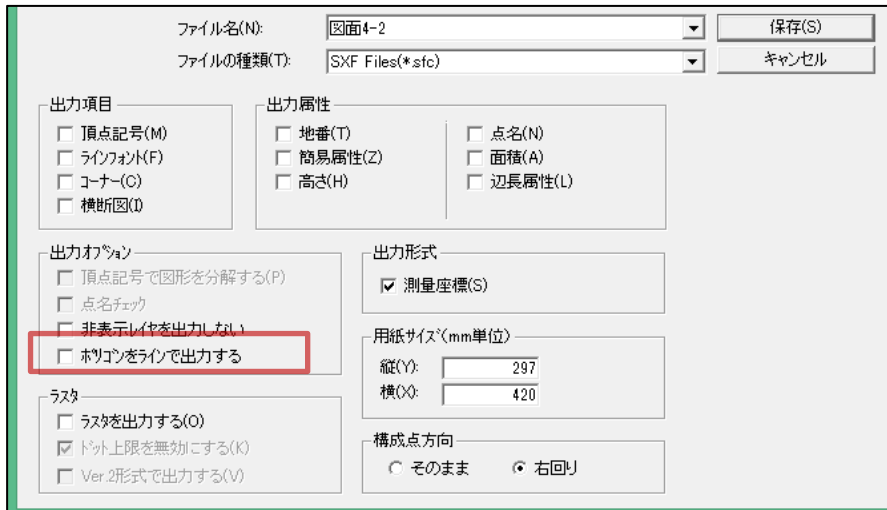 ファイル名(N):
図面4-2
保存(S)
ファイルの種類(T):
SXF Files(*.sfc)
キャンセル
出力項目
頂点記号(M)
ラインフォント(F)
コーナー(C)
横断図(I)
出力属性
地番(T)
簡易属性(Z)
高さ(H)
点名(N)
面積(A)
辺長属性(L)
出力オプション
頂点記号で図形を分解する(P)
点名チェック
非表示レイヤを出力しない
ポリゴンをラインで出力する
出力形式
測量座標(S)
用紙サイズ(mm単位)
縦(Y):
297
横(X):
420
ラスタ
ラスタを出力する(O)
ドット上限を無効にする(K)
Ver.2形式で出力する(V)
構成点方向
そのまま
右回り